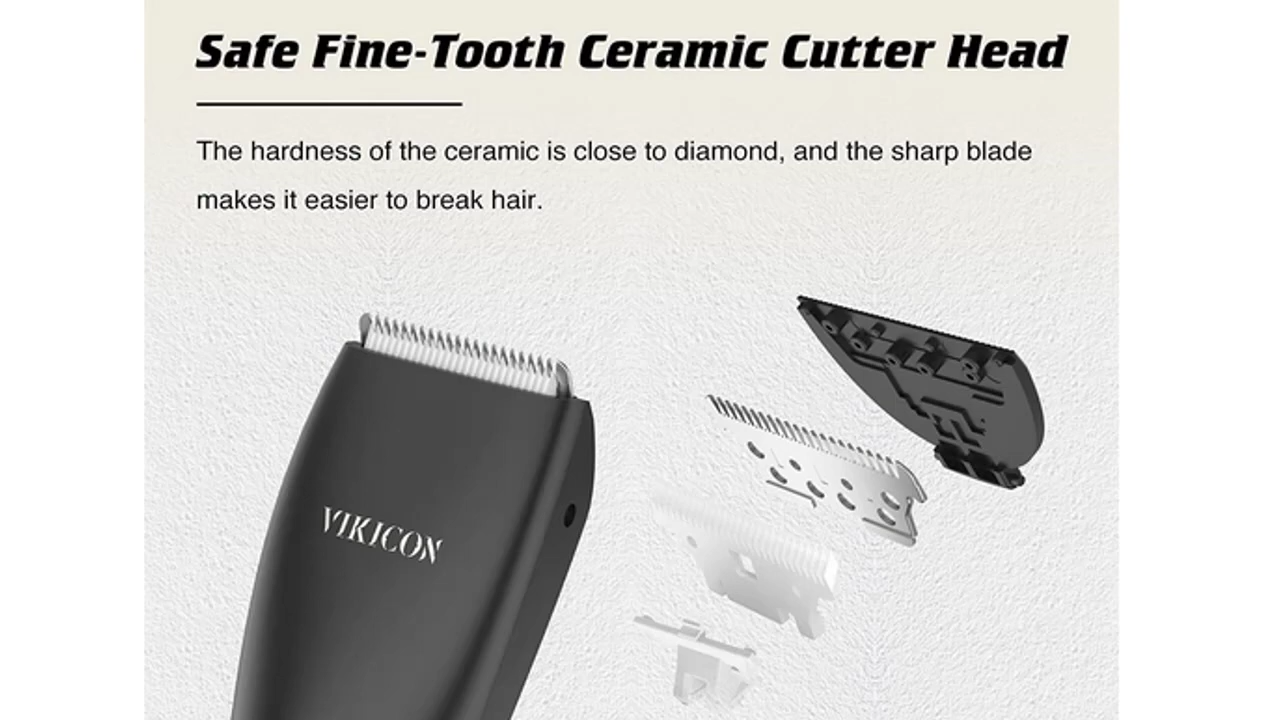 Safe Fine-Tooth Ceramic Cutter Head
The hardness of the ceramic is close to diamond, and the sharp blade
makes it easier to break hair.
VIKICON